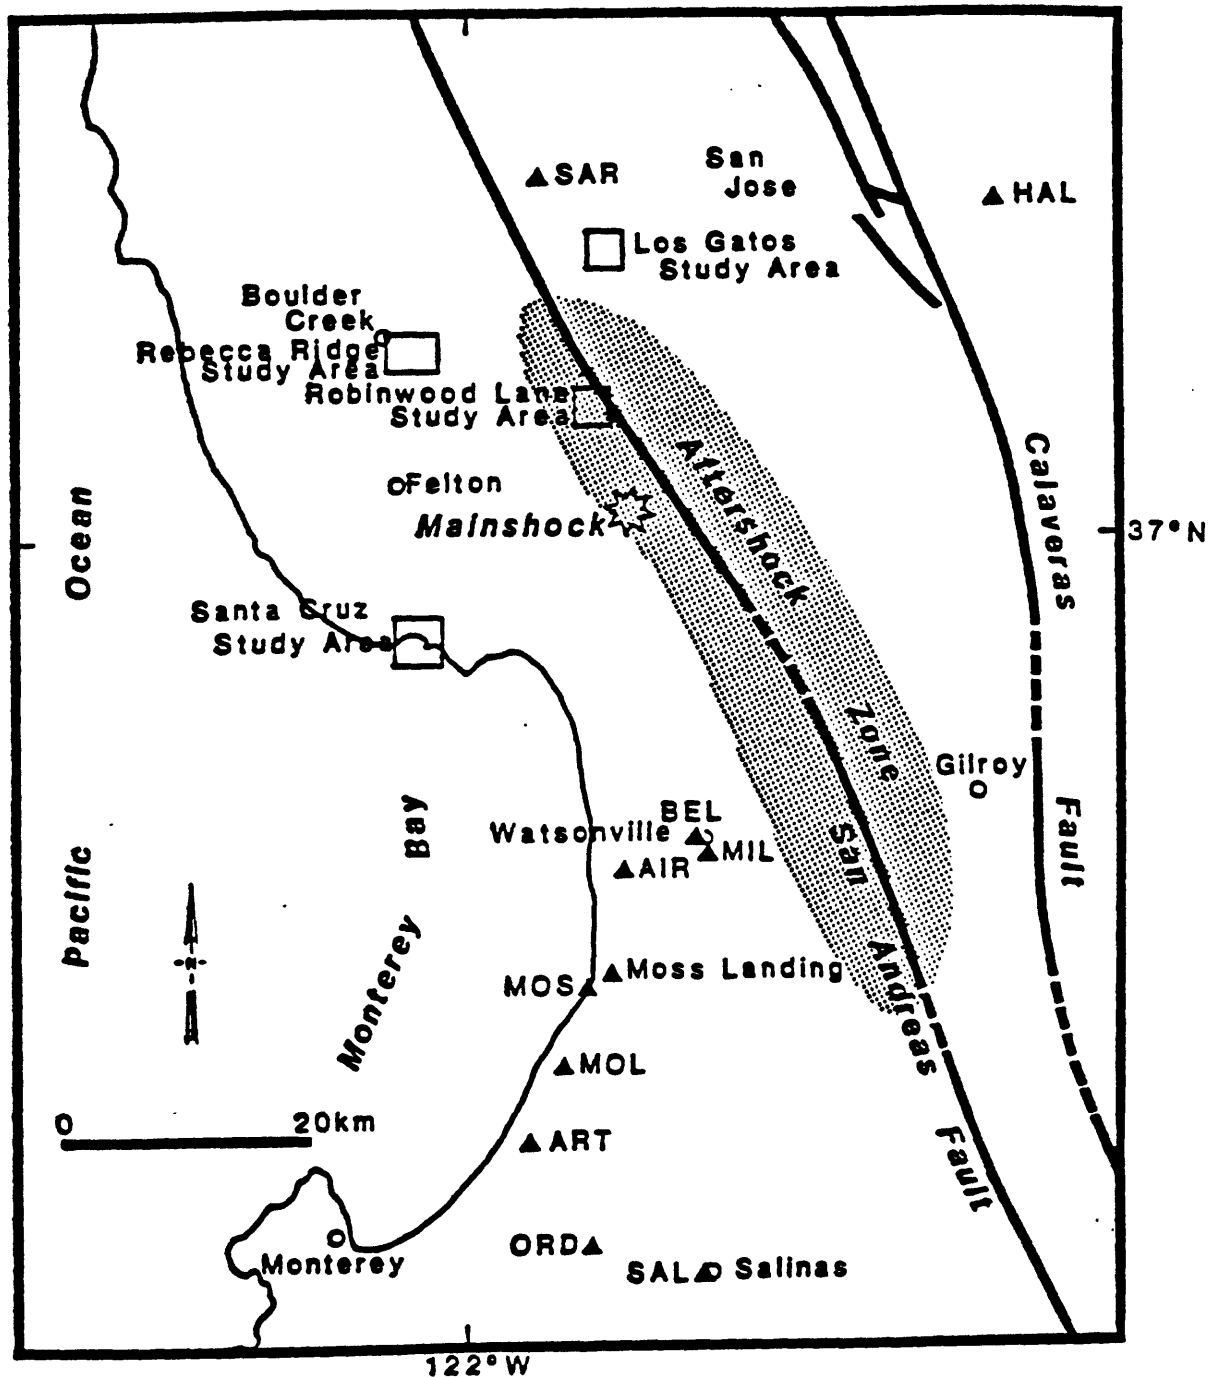 SAR
San
Jose
HAL
Los Gatos
Study Area
Boulder
Creek
Rebecca Ridge
Study Area
Robinwood Lane
Study Area
Aftershock
Zone
Calaveras
Fault
Felton
Mainshock
37°N
Pacific
Ocean
Santa Cruz
Study Area
Gilroy
Monterey
Bay
BEL
Watsonville
MIL
AIR
San
Andreas
Fault
N
Moss Landing
MOS
MOL
0
20km
ART
ORD
Monterey
SAL
Salinas
122°W